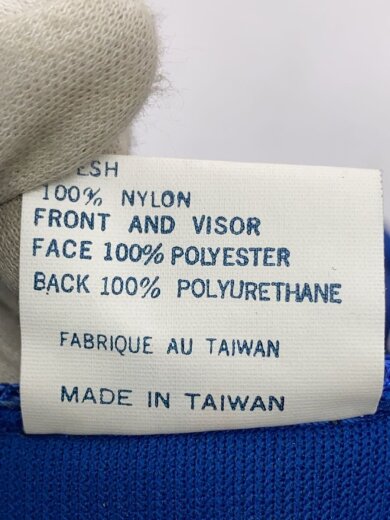 100% NYLON
FRONT AND VISOR
FACE 100% POLYESTER
BACK 100% POLYURETHANE
FABRIQUE AU TAIWAN
MADE IN TAIWAN